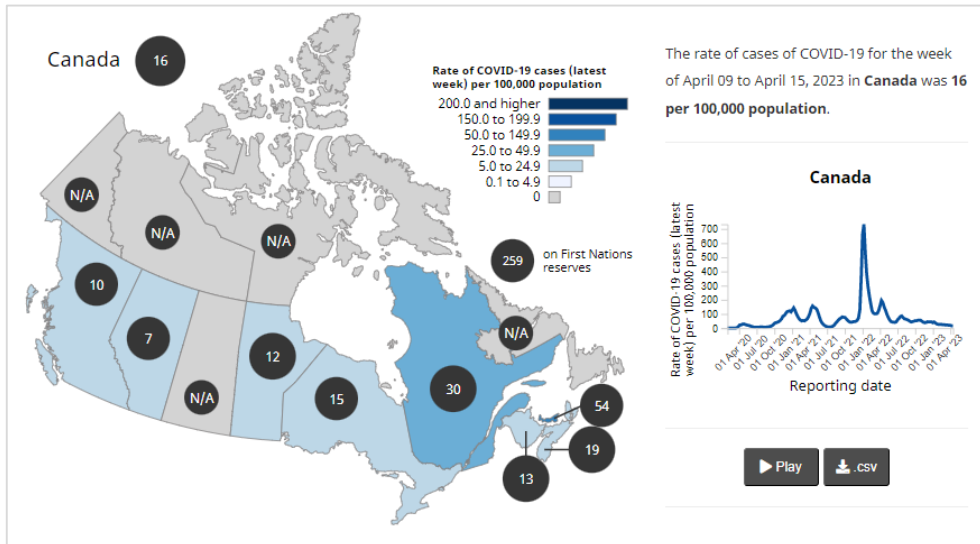 Canada
16
Rate of COVID-19 cases (latest
week) per 100,000 population
200.0 and higher
150.0 to 199.9
50.0 to 149.9
25.0 to 49.9
5.0 to 24.9
0.1 to 4.9
0
N/A
N/A
N/A
259
on First Nations
reserves
10
7
N/A
12
15
30
N/A
54
19
13
The rate of cases of COVID-19 for the week
of April 09 to April 15, 2023 in Canada was 16
per 100,000 population.
Canada
Rate of COVID-19 cases (latest
week) per 100,000 population
700
600
500
400
300
200
100
0
01 Apr '20
01 Jul '20
01 Oct '20
01 Jan '21
01 Apr '21
01 Jul '21
01 Oct '21
01 Jan '22
01 Apr '22
01 Jul '22
01 Oct '22
01 Jan '23
01 Apr '23
Reporting date
Play
.csv